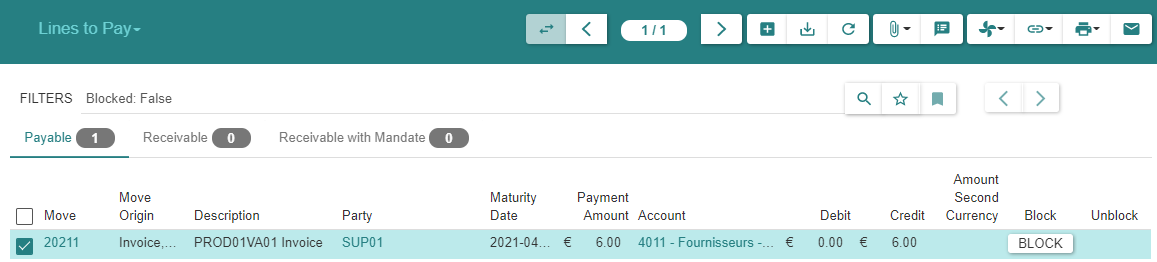 Lines to Pay
1 / 1
FILTERS Blocked: False
Payable 1 Receivable 0 Receivable with Mandate 0
Move Move Origin Description Party Maturity Date Payment Amount Account Debit Credit Amount Second Currency Block Unblock
20211 Invoice,... PROD01VA01 Invoice SUP01 2021-04... € 6.00 4011 - Fournisseurs -... € 0.00 € 6.00 BLOCK